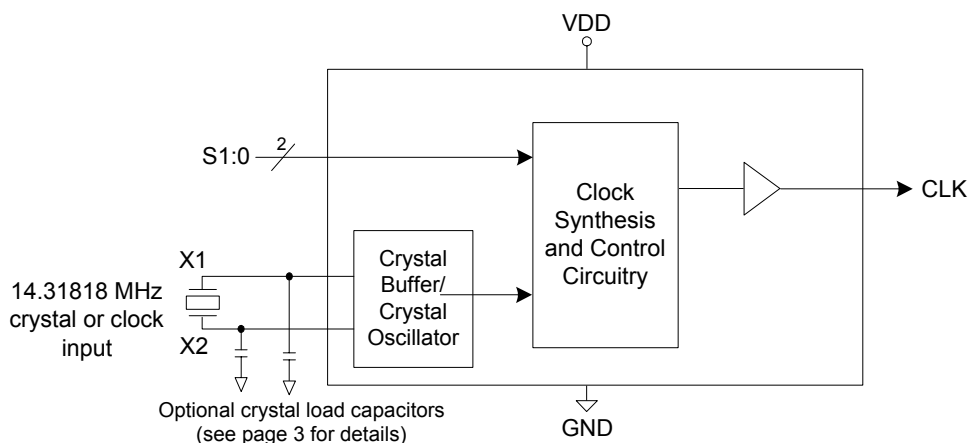 VDD
S1:0
2
Clock
Synthesis
and Control
Circuitry
CLK
X1
14.31818 MHz
crystal or clock
input
X2
Crystal
Buffer/
Crystal
Oscillator
Optional crystal load capacitors
(see page 3 for details)
GND